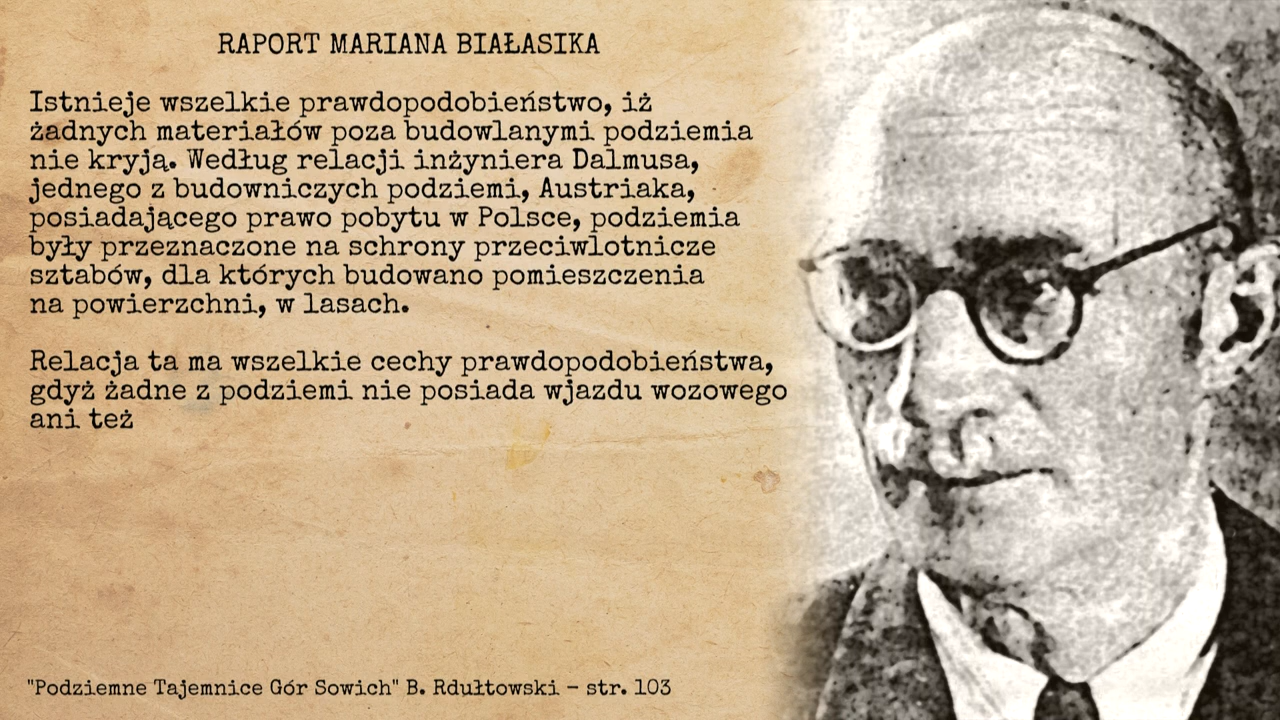 RAPORT MARIANA BIAŁASIKA
Istnieje wszelkie prawdopodobieństwo, iż
żadnych materiałów poza budowlanymi podziemia
nie kryją. Według relacji inżyniera Dalmusa,
jednego z budowniczych podziemi, Austriaka,
posiadającego prawo pobytu w Polsce, podziemia
były przeznaczone na schrony przeciwlotnicze
sztabów, dla których budowano pomieszczenia
na powierzchni, w lasach.
Relacja ta ma wszelkie cechy prawdopodobieństwa,
gdyż żadne z podziemi nie posiada wjazdu wozowego
ani też
"Podziemne Tajemnice Gór Sowich" B. Rdułtowski - str. 103